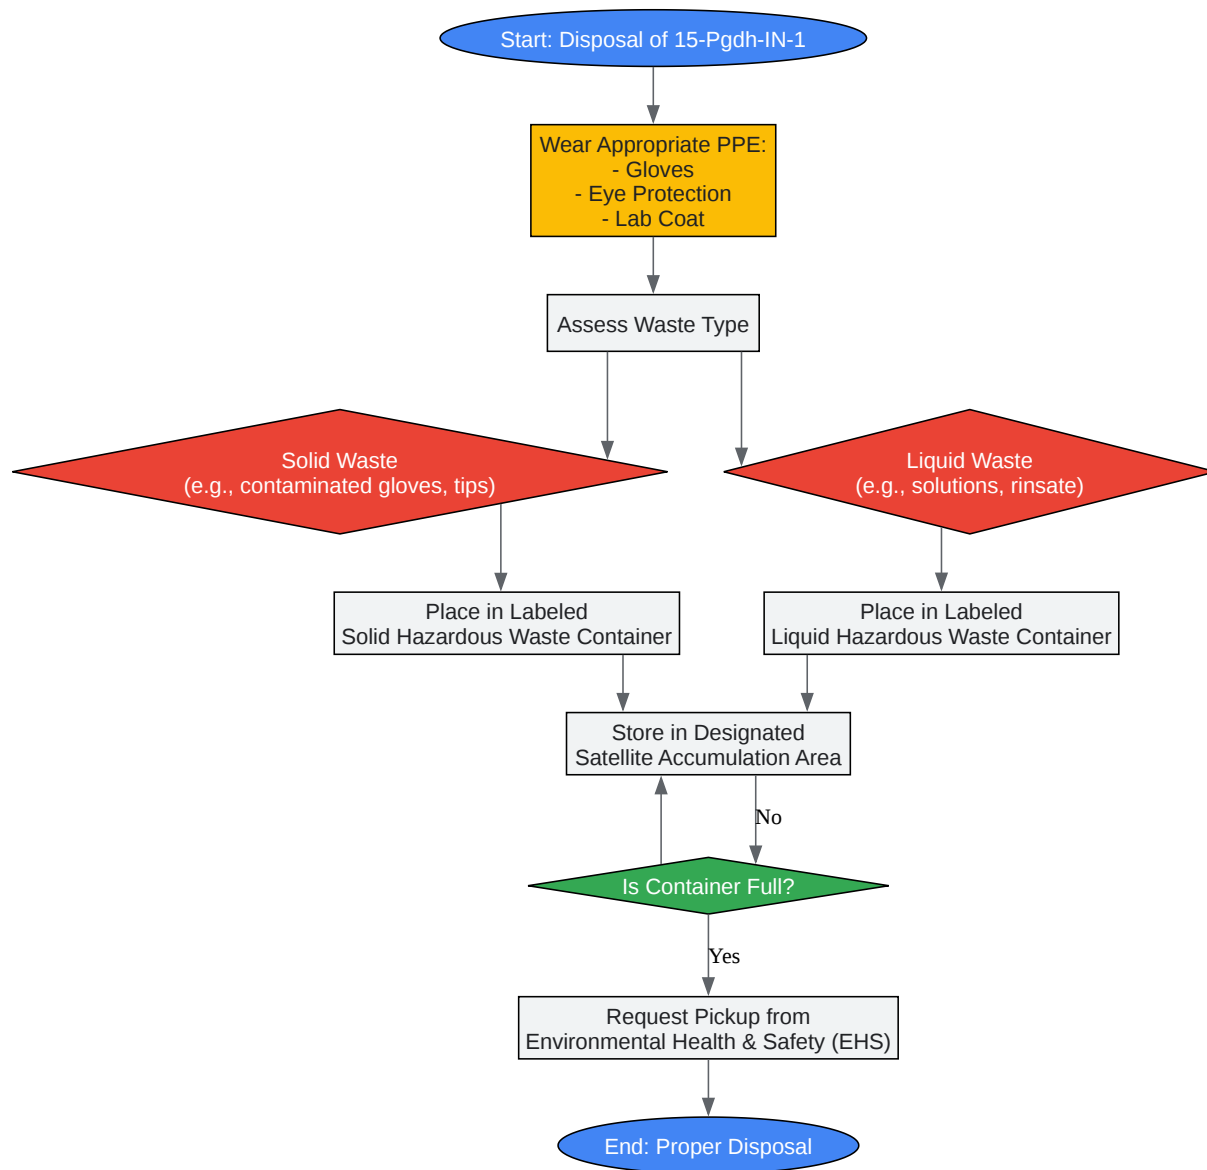 Start: Disposal of 15-Pgdh-IN-1
Wear Appropriate PPE:
- Gloves
- Eye Protection
- Lab Coat
Assess Waste Type
Solid Waste
(e.g., contaminated gloves, tips)
Liquid Waste
(e.g., solutions, rinsate)
Place in Labeled
Solid Hazardous Waste Container
Place in Labeled
Liquid Hazardous Waste Container
Store in Designated
Satellite Accumulation Area
No
Is Container Full?
Yes
Request Pickup from
Environmental Health & Safety (EHS)
End: Proper Disposal